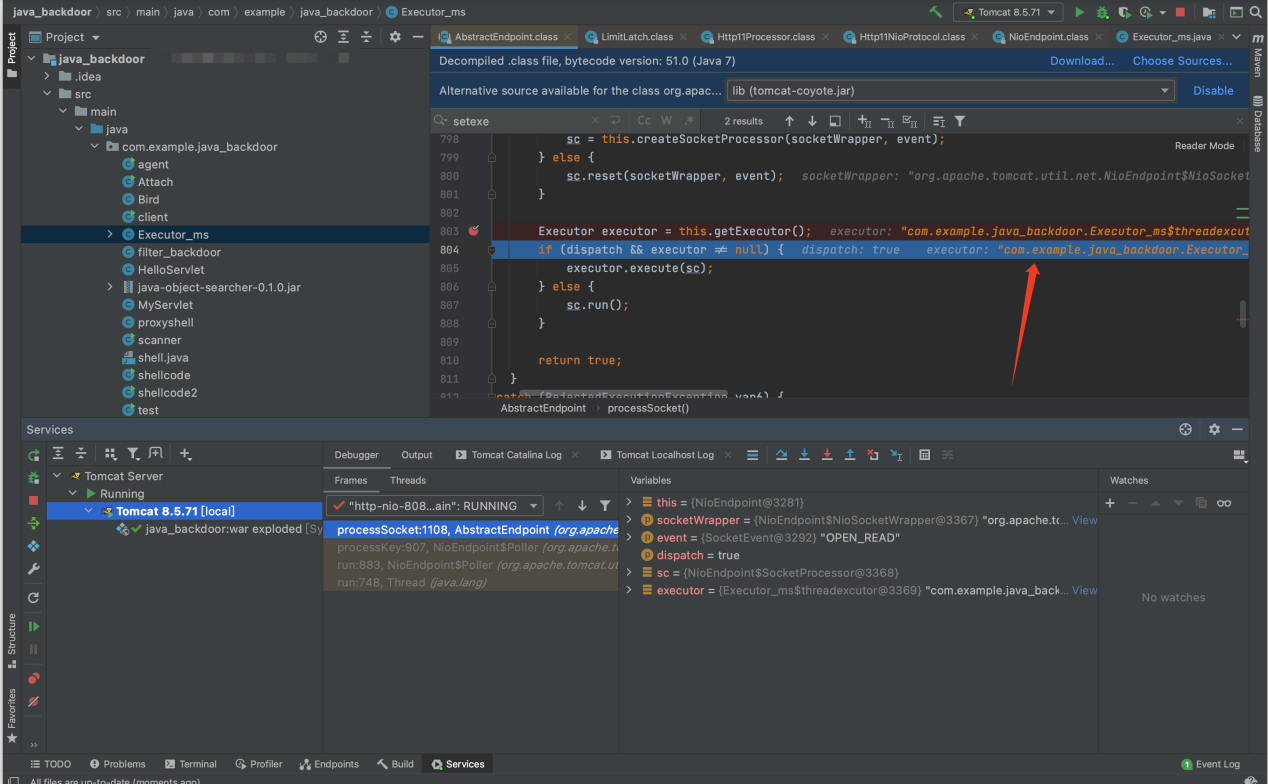 java_backdoor › src › main › java › com › example › java_backdoor › Executor_ms
Tomcat 8.5.71
Project
Project
java_backdoor
.idea
src
main
java
com.example.java_backdoor
agent
Attach
Bird
client
Executor_ms
filter_backdoor
HelloServlet
java-object-searcher-0.1.0.jar
MyServlet
proxyshell
scanner
shell.java
shellcode
shellcode2
test
AbstractEndpoint.class LimitLatch.class Http11Processor.class Http11NioProtocol.class NioEndpoint.class Executor_ms.java
Decompiled .class file, bytecode version: 51.0 (Java 7) Download... Choose Sources...
Alternative source available for the class org.apac... lib (tomcat-coyote.jar) Disable
setexe Cc W .* 2 results
Reader Mode
798 sc = this.createSocketProcessor(socketWrapper, event);
799 } else {
800 sc.reset(socketWrapper, event); socketWrapper: "org.apache.tomcat.util.net.NioEndpoint$NioSocket
801 }
802
803 Executor executor = this.getExecutor(); executor: "com.example.java_backdoor.Executor_ms$threadexcut
804 if (dispatch && executor ≠ null) { dispatch: true executor: "com.example.java_backdoor.Executor_
805 executor.execute(sc);
806 } else {
807 sc.run();
808 }
809
810 return true;
811 }
812 catch (RejectedExecutionException var6) {
AbstractEndpoint › processSocket()
Maven
Database
Services
Tomcat Server
Running
Tomcat 8.5.71 [local]
java_backdoor:war exploded [Sy
Debugger Output Tomcat Catalina Log Tomcat Localhost Log
Frames Threads
"http-nio-808...ain": RUNNING
processSocket:1108, AbstractEndpoint (org.apache
processKey:907, NioEndpoint$Poller (org.apache.t
run:883, NioEndpoint$Poller (org.apache.tomcat.ut
run:748, Thread (java.lang)
Variables
this = {NioEndpoint@3281}
socketWrapper = {NioEndpoint$NioSocketWrapper@3367} "org.apache.tc... View
event = {SocketEvent@3292} "OPEN_READ"
dispatch = true
sc = {NioEndpoint$SocketProcessor@3368}
executor = {Executor_ms$threadexcutor@3369} "com.example.java_back... View
Watches
No watches
Structure
Favorites
TODO Problems Terminal Profiler Endpoints Build Services 1 Event Log
All files are up-to-date (moments ago)